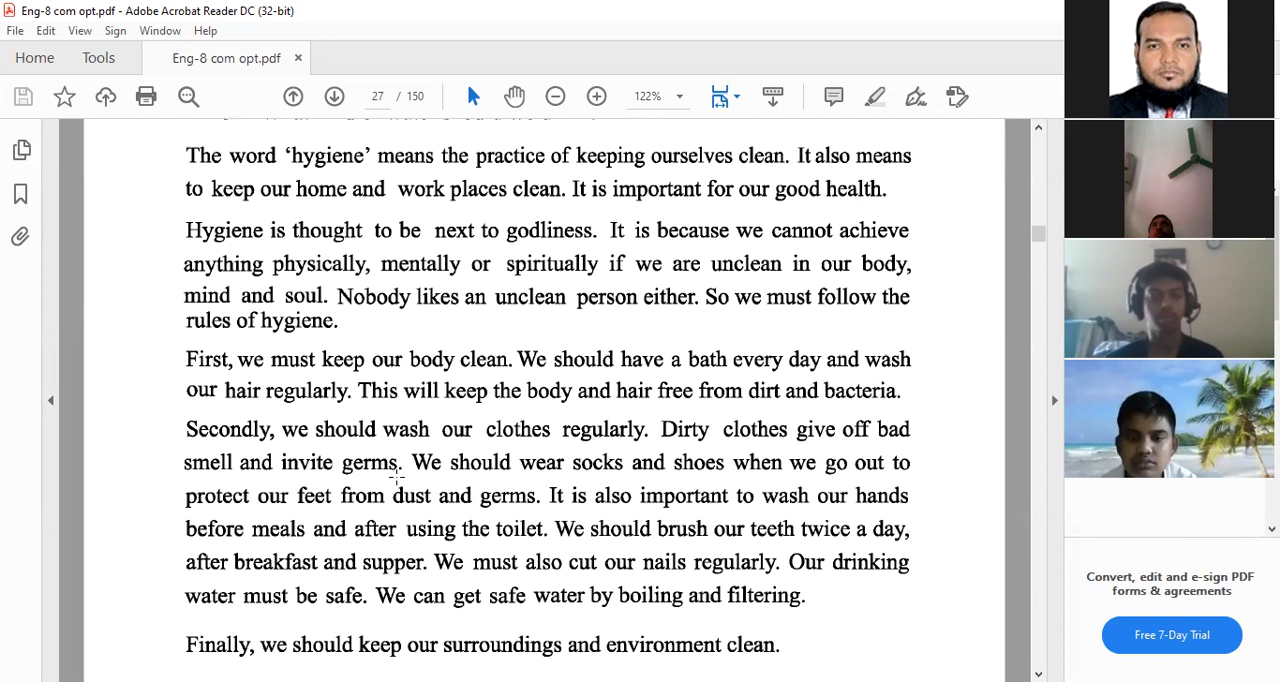 Eng-8 com opt.pdf - Adobe Acrobat Reader DC (32-bit)
File Edit View Sign Window Help
Home Tools Eng-8 com opt.pdf ×
27 / 150 122%
The word ‘hygiene’ means the practice of keeping ourselves clean. It also means
to keep our home and work places clean. It is important for our good health.
Hygiene is thought to be next to godliness. It is because we cannot achieve
anything physically, mentally or spiritually if we are unclean in our body,
mind and soul. Nobody likes an unclean person either. So we must follow the
rules of hygiene.
First, we must keep our body clean. We should have a bath every day and wash
our hair regularly. This will keep the body and hair free from dirt and bacteria.
Secondly, we should wash our clothes regularly. Dirty clothes give off bad
smell and invite germs. We should wear socks and shoes when we go out to
protect our feet from dust and germs. It is also important to wash our hands
before meals and after using the toilet. We should brush our teeth twice a day,
after breakfast and supper. We must also cut our nails regularly. Our drinking
water must be safe. We can get safe water by boiling and filtering.
Finally, we should keep our surroundings and environment clean.
Convert, edit and e-sign PDF
forms & agreements
Free 7-Day Trial